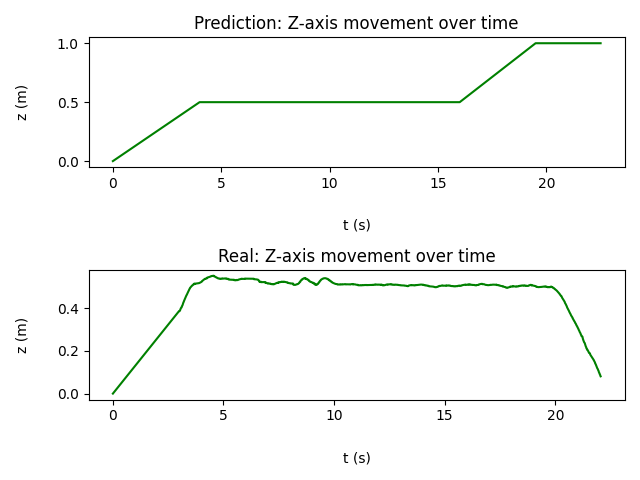 Prediction: Z-axis movement over time
1.0
0.5
0.0
z (m)
0 5 10 15 20
t (s)
Real: Z-axis movement over time
0.4
0.2
0.0
z (m)
0 5 10 15 20
t (s)